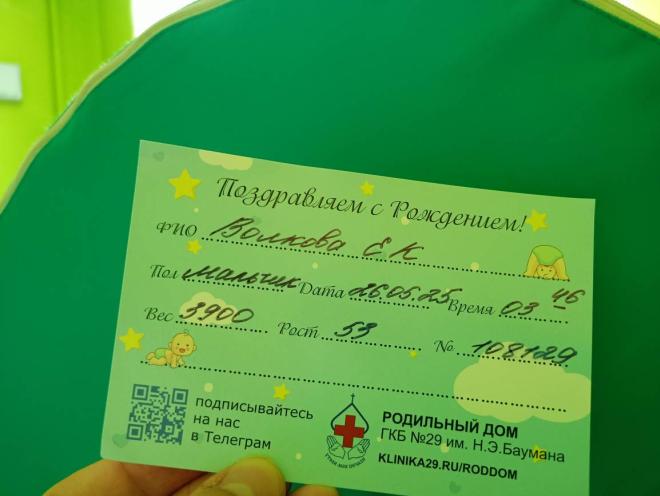 Поздравляем с Рождением!
ФИО Волкова Е К
Пол мальчик Дата 26.05.25 Время 03 46
Вес 3900 Рост 53 № 108129
подписывайтесь
на нас
в Телеграм
РОДИЛЬНЫЙ ДОМ
ГКБ №29 им. Н.Э.Баумана
KLINIKA29.RU/RODDOM